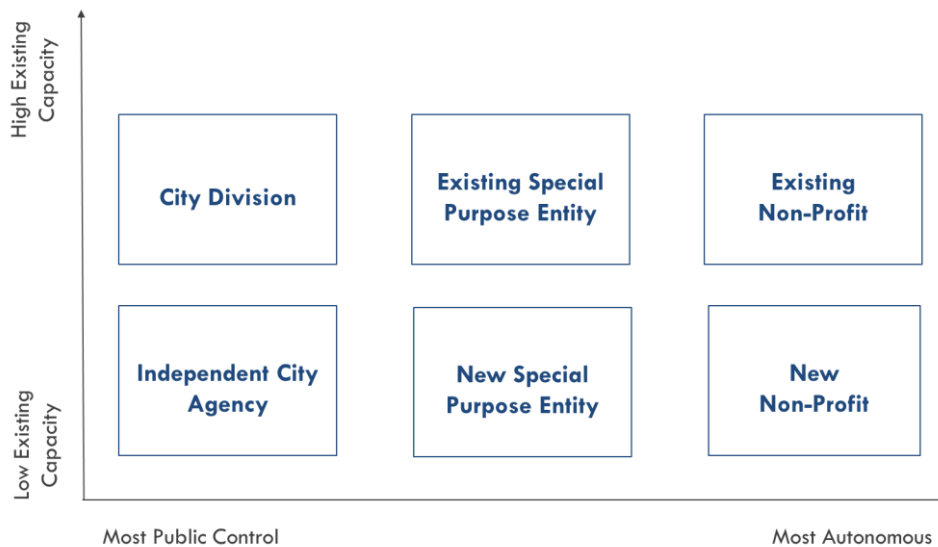 High Existing
Capacity
City Division
Existing Special
Purpose Entity
Existing
Non-Profit
Independent City
Agency
New Special
Purpose Entity
New
Non-Profit
Low Existing
Capacity
Most Public Control
Most Autonomous